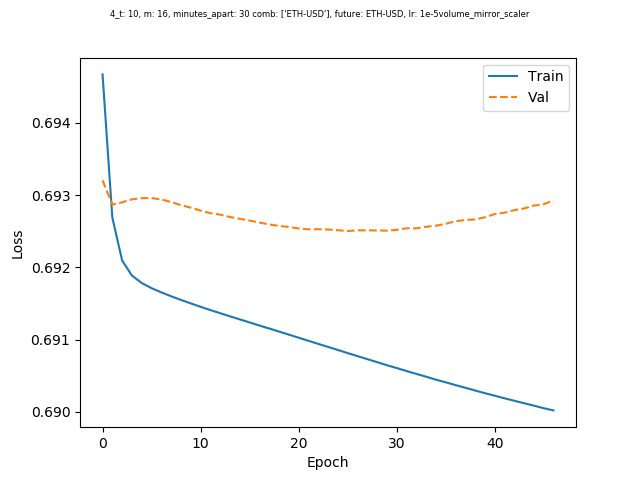 4_t: 10, m: 16, minutes_apart: 30 comb: ['ETH-USD'], future: ETH-USD, lr: 1e-5volume_mirror_scaler
Train
Val
0.694
0.693
0.692
0.691
0.690
Loss
0
10
20
30
40
Epoch